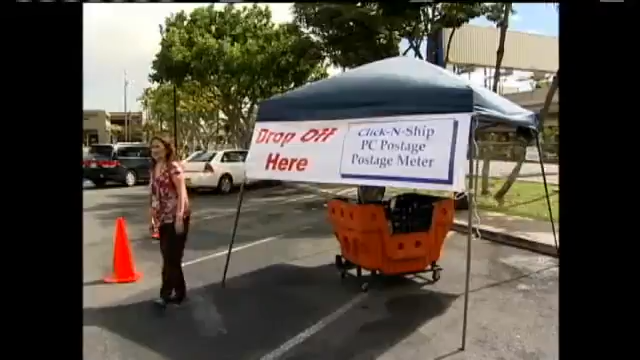 Drop Off
Here
Click-N-Ship
PC Postage
Postage Meter